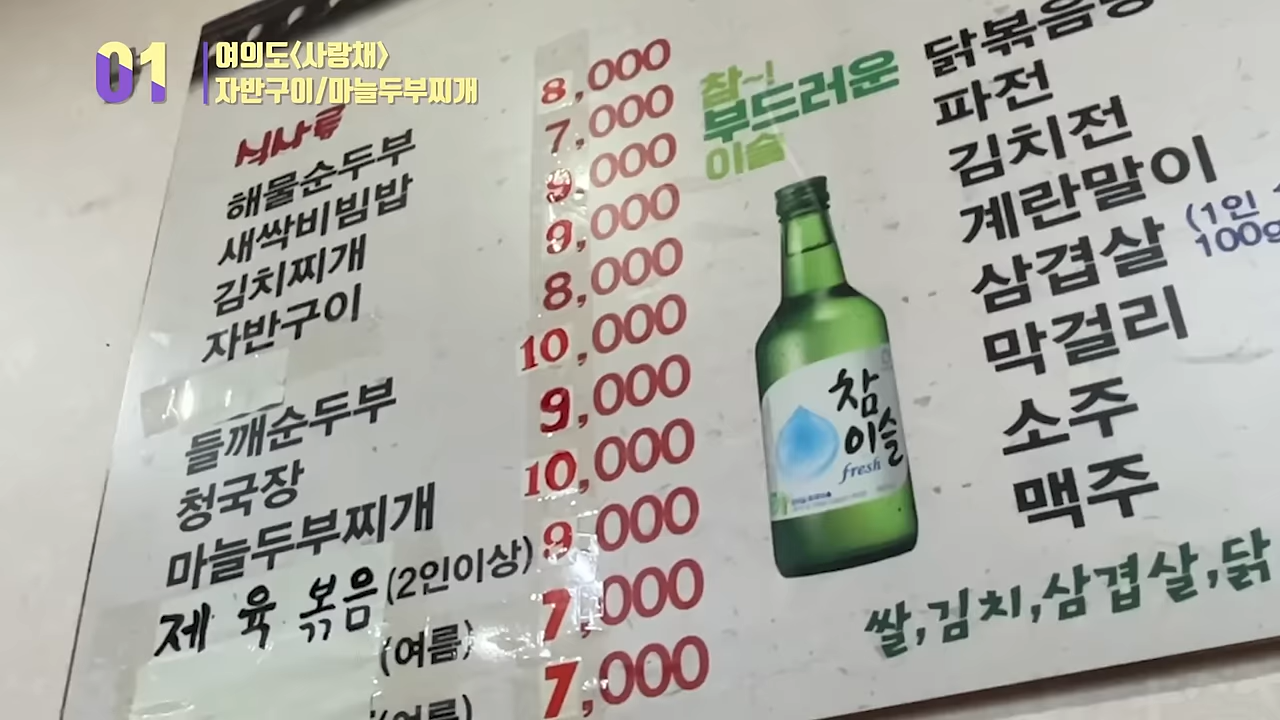 01
여의도<사랑채>
자반구이/마늘두부찌개
식사류
해물순두부
새싹비빔밥
김치찌개
자반구이
들깨순두부
청국장
마늘두부찌개
제육볶음(2인이상)
(여름)
(여름)
8,000
7,000
9,000
9,000
8,000
10,000
9,000
10,000
9,000
7,000
7,000
참~!
부드러운
이슬
참
이슬
fresh
닭볶음탕
파전
김치전
계란말이
삼겹살 (1인
100g
막걸리
소주
맥주
쌀,김치,삼겹살,닭